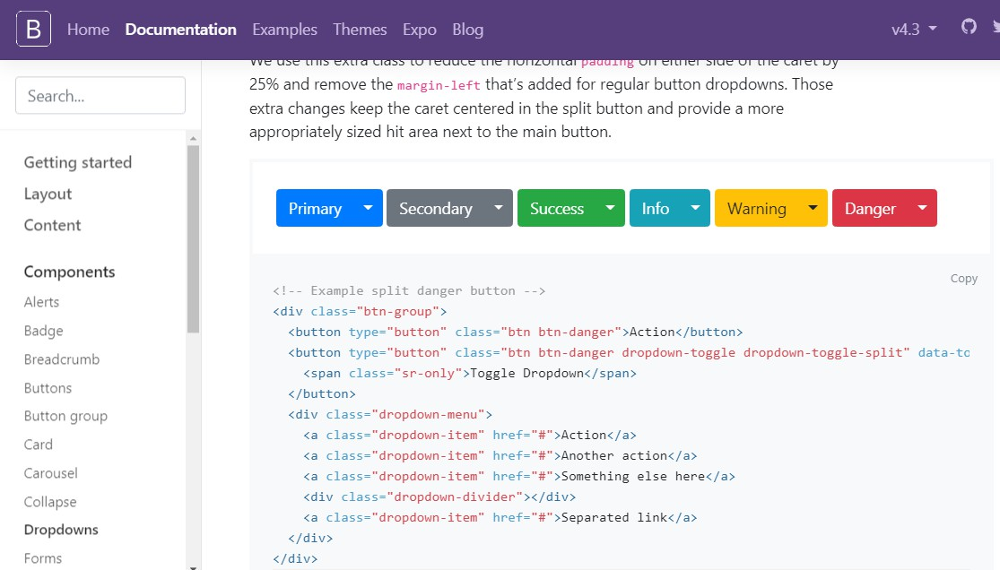 B Home Documentation Examples Themes Expo Blog v4.3
Search...
Getting started
Layout
Content
Components
Alerts
Badge
Breadcrumb
Buttons
Button group
Card
Carousel
Collapse
Dropdowns
Forms
We use this extra class to reduce the horizontal padding on either side of the caret by
25% and remove the margin-left that’s added for regular button dropdowns. Those
extra changes keep the caret centered in the split button and provide a more
appropriately sized hit area next to the main button.
Primary Secondary Success Info Warning Danger
Copy
<!-- Example split danger button -->
<div class="btn-group">
  <button type="button" class="btn btn-danger">Action</button>
  <button type="button" class="btn btn-danger dropdown-toggle dropdown-toggle-split" data-to
    <span class="sr-only">Toggle Dropdown</span>
  </button>
  <div class="dropdown-menu">
    <a class="dropdown-item" href="#">Action</a>
    <a class="dropdown-item" href="#">Another action</a>
    <a class="dropdown-item" href="#">Something else here</a>
    <div class="dropdown-divider"></div>
    <a class="dropdown-item" href="#">Separated link</a>
  </div>
</div>